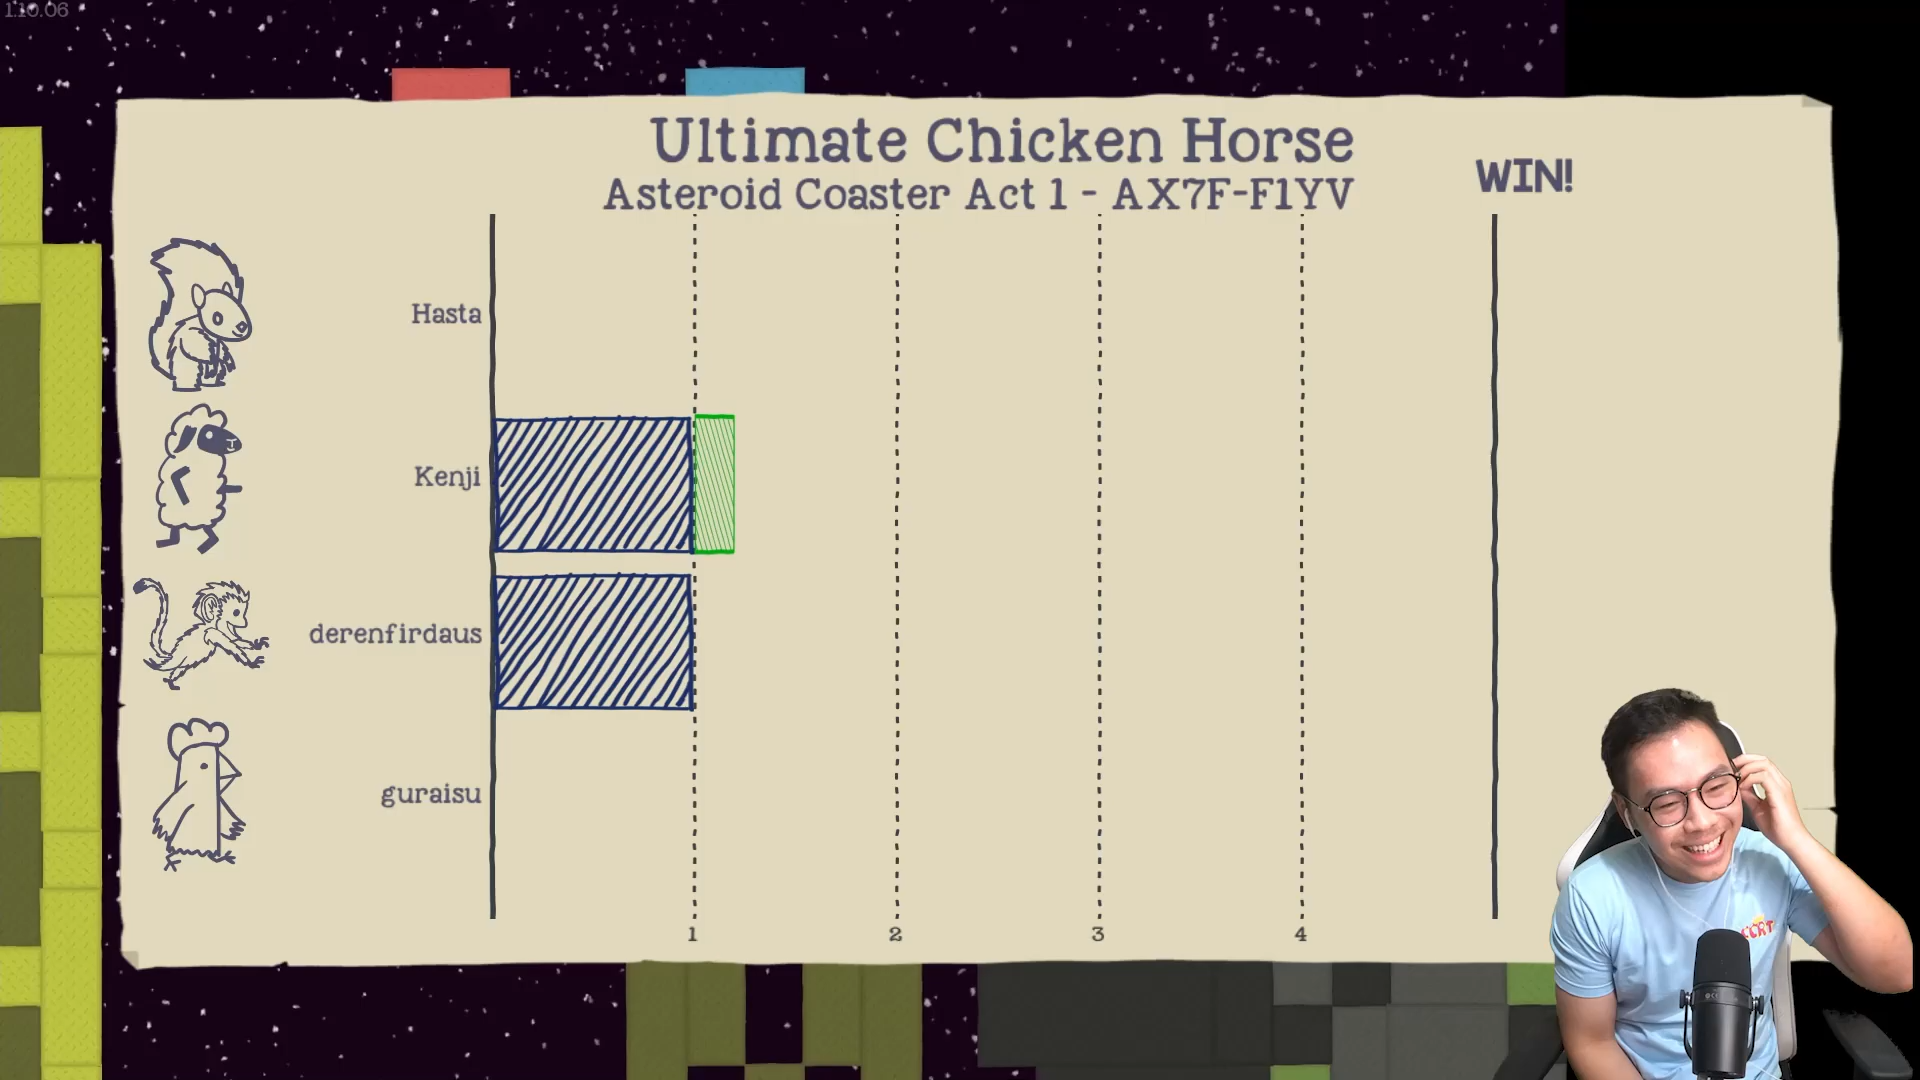 1.10.06
Ultimate Chicken Horse
Asteroid Coaster Act 1 - AX7F-F1YV
WIN!
Hasta
Kenji
derenfirdaus
guraisu
1 2 3 4